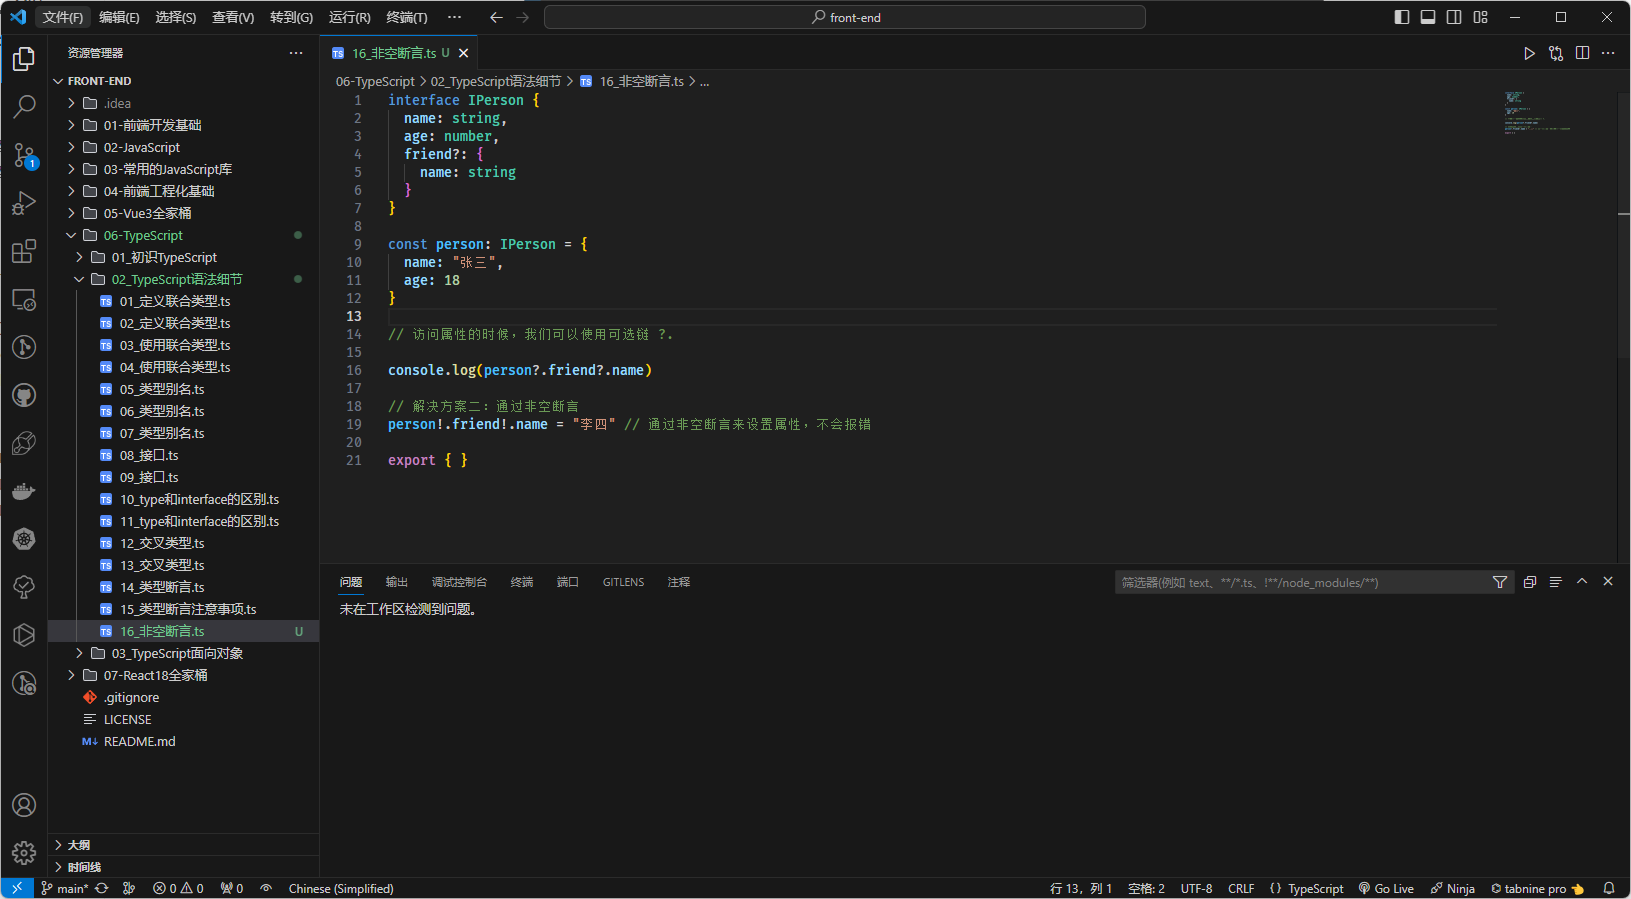 文件(F) 编辑(E) 选择(S) 查看(V) 转到(G) 运行(R) 终端(T) ··· front-end
资源管理器 ···
FRONT-END
.idea
01-前端开发基础
02-JavaScript
03-常用的JavaScript库
04-前端工程化基础
05-Vue3全家桶
06-TypeScript
01_初识TypeScript
02_TypeScript语法细节
TS 01_定义联合类型.ts
TS 02_定义联合类型.ts
TS 03_使用联合类型.ts
TS 04_使用联合类型.ts
TS 05_类型别名.ts
TS 06_类型别名.ts
TS 07_类型别名.ts
TS 08_接口.ts
TS 09_接口.ts
TS 10_type和interface的区别.ts
TS 11_type和interface的区别.ts
TS 12_交叉类型.ts
TS 13_交叉类型.ts
TS 14_类型断言.ts
TS 15_类型断言注意事项.ts
TS 16_非空断言.ts U
03_TypeScript面向对象
07-React18全家桶
.gitignore
LICENSE
M↓ README.md
大纲
时间线
1
TS 16_非空断言.ts U
06-TypeScript > 02_TypeScript语法细节 > TS 16_非空断言.ts > ...
1 interface IPerson {
2 name: string,
3 age: number,
4 friend?: {
5 name: string
6 }
7 }
8
9 const person: IPerson = {
10 name: "张三",
11 age: 18
12 }
13
14 // 访问属性的时候，我们可以使用可选链 ?.
15
16 console.log(person?.friend?.name)
17
18 // 解决方案二：通过非空断言
19 person!.friend!.name = "李四" // 通过非空断言来设置属性，不会报错
20
21 export { }
问题 输出 调试控制台 终端 端口 GITLENS 注释 筛选器(例如 text、**/*.ts、!**/node_modules/**)
未在工作区检测到问题。
main* 0 0 0 Chinese (Simplified) 行 13，列 1 空格: 2 UTF-8 CRLF {} TypeScript Go Live Ninja tabnine pro